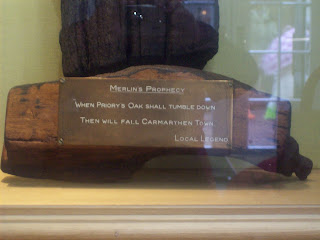 MERLIN'S PROPHECY
WHEN PRIORY'S OAK SHALL TUMBLE DOWN
THEN WILL FALL CARMARTHEN TOWN
LOCAL LEGEND